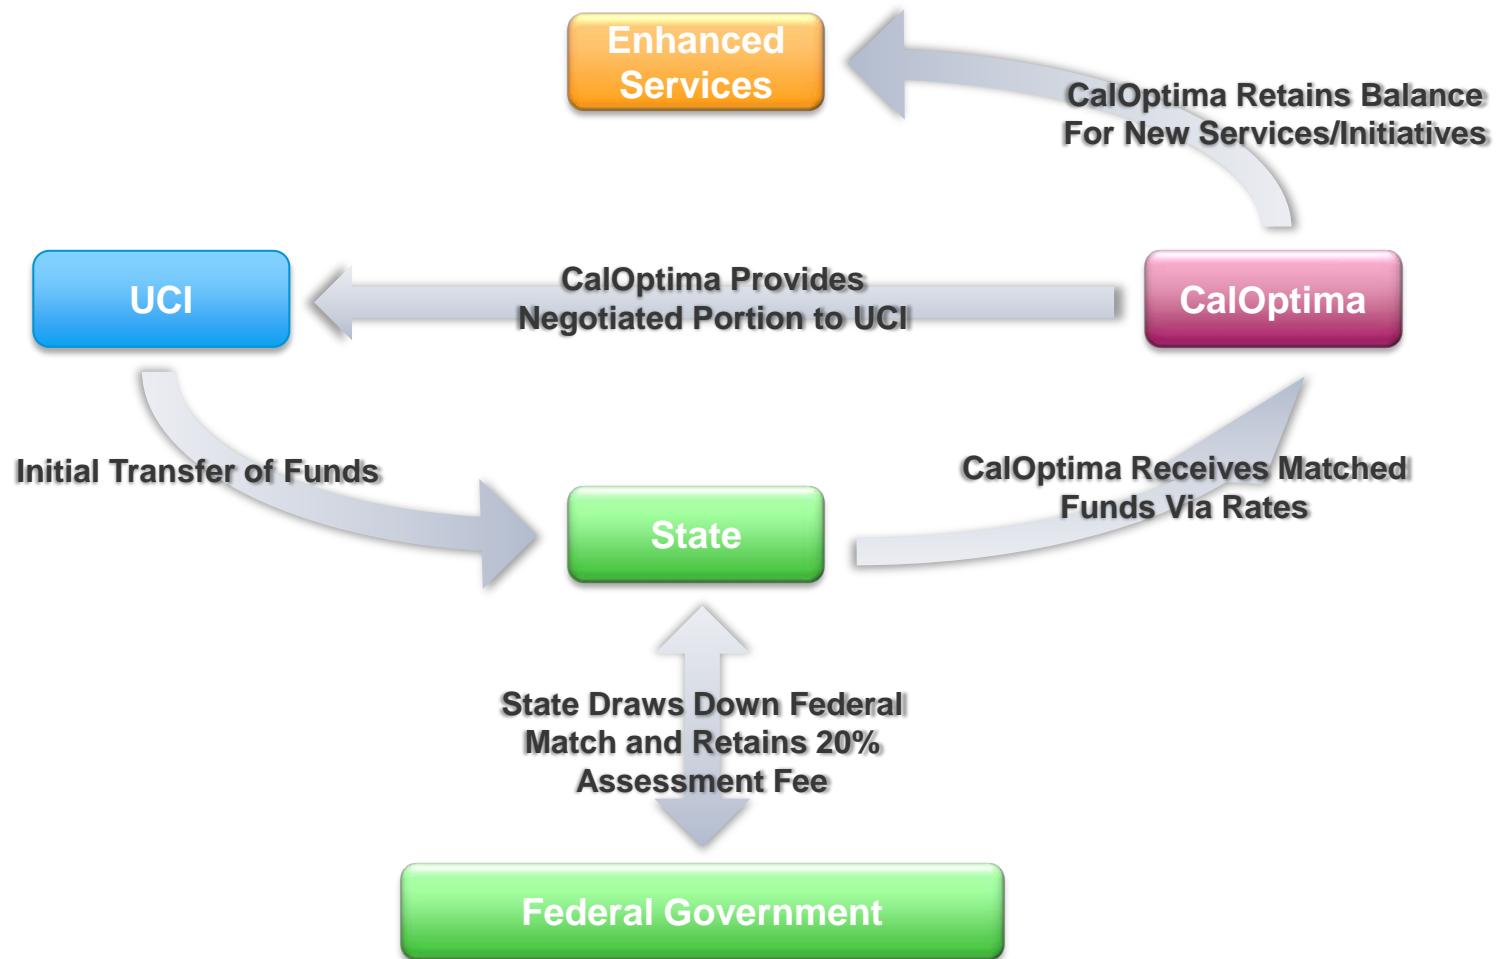 Enhanced
Services
CalOptima Retains Balance
For New Services/Initiatives
UCI
CalOptima Provides
Negotiated Portion to UCI
CalOptima
Initial Transfer of Funds
CalOptima Receives Matched
Funds Via Rates
State
State Draws Down Federal
Match and Retains 20%
Assessment Fee
Federal Government